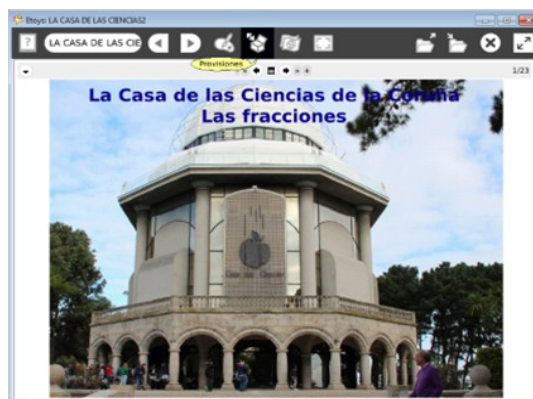 Etoys: LA CASA DE LAS CIENCIAS2
? LA CASA DE LAS CIE
Provisiones
1/23
La Casa de las Ciencias de la Coruña
Las fracciones
Casa das Ciencias